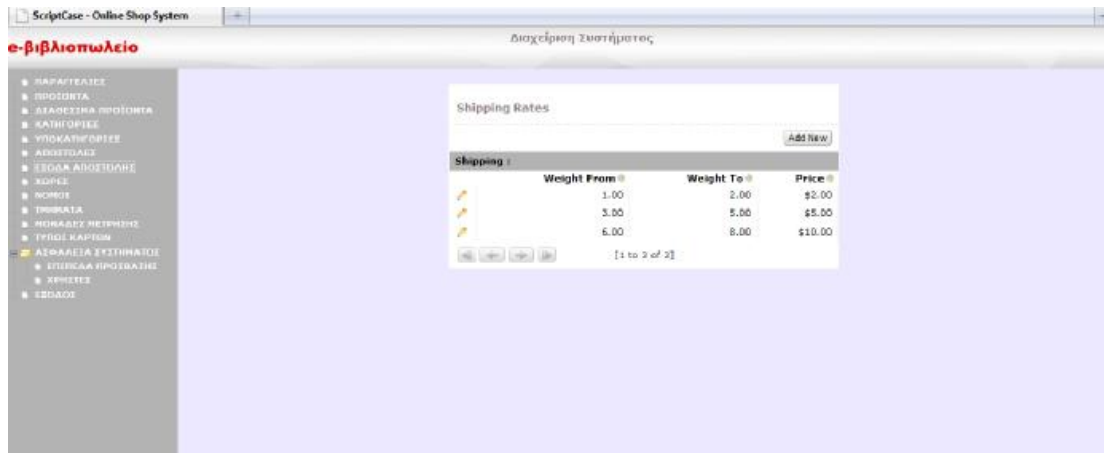 ScriptCase - Online Shop System
e-βιβλιοπωλείο
Διαχείριση Συστήματος
ΠΑΡΑΓΓΕΛΙΕΣ
ΠΡΟΪΟΝΤΑ
ΔΙΑΘΕΣΙΜΑ ΠΡΟΪΟΝΤΑ
ΚΑΤΗΓΟΡΙΕΣ
ΥΠΟΚΑΤΗΓΟΡΙΕΣ
ΑΠΟΣΤΟΛΕΣ
ΕΞΟΔΑ ΑΠΟΣΤΟΛΗΣ
ΧΩΡΕΣ
ΝΟΜΟΙ
ΤΜΗΜΑΤΑ
ΜΟΝΑΔΕΣ ΜΕΤΡΗΣΗΣ
ΤΥΠΟΣ ΚΑΡΤΩΝ
ΑΣΦΑΛΕΙΑ ΣΥΣΤΗΜΑΤΟΣ
ΕΠΙΠΕΔΑ ΠΡΟΣΒΑΣΗΣ
ΧΡΗΣΤΕΣ
ΕΞΟΔΟΣ
Shipping Rates
Add New
Shipping :
Weight From Weight To Price
1.00 2.00 $2.00
3.00 5.00 $5.00
6.00 8.00 $10.00
[1 to 3 of 3]